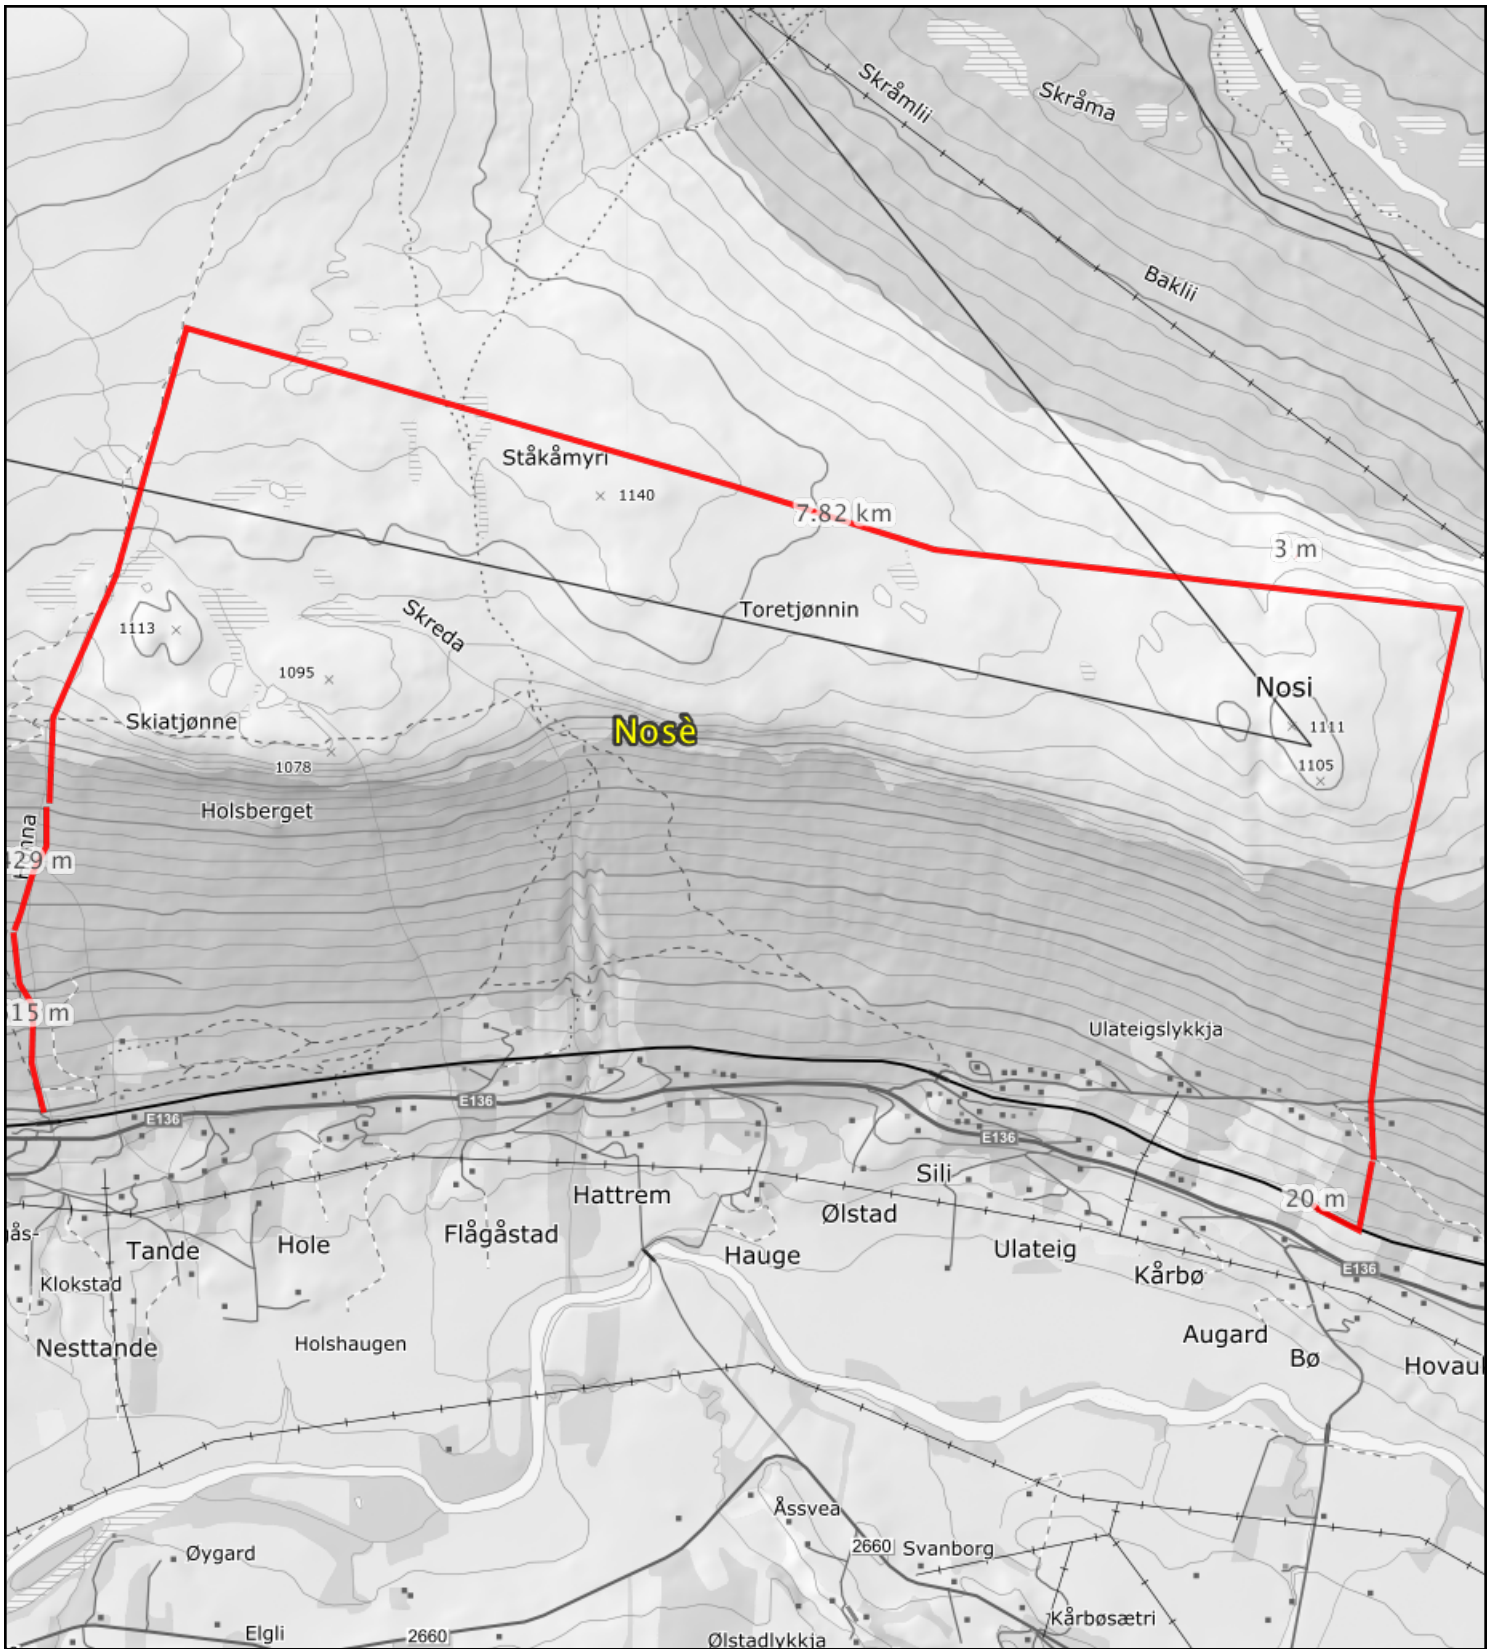 Skråmlii
Skråma
Baklii
Ståkåmyri
1140
7.82 km
3 m
Toretjønnin
Skreda
1113
1095
Nosi
1111
1105
Skiatjønne
Nosè
1078
Holsberget
429 m
15 m
Ulateigslykkja
E136
E136
E136
Sili
Hattrem
20 m
Ølstad
Flågåstad
Hole
Tande
Hauge
Ulateig
E136
Kårbø
Klokstad
Augard
Nesttande
Holshaugen
Bø
Åssvea
Øygard
2660
Svanborg
Kårbøsætri
Elgli
2660
Ølstadlykkja